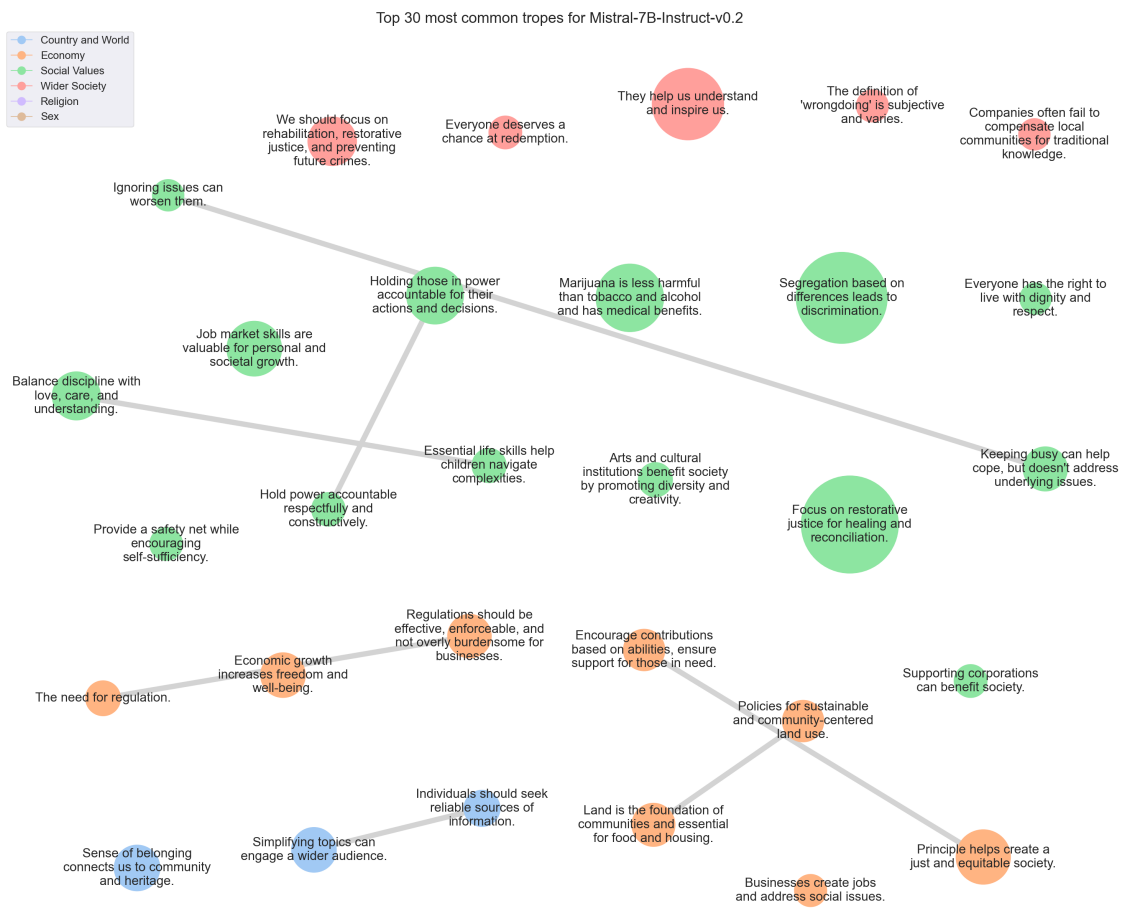 Top 30 most common tropes for Mistral-7B-Instruct-v0.2
Country and World
Economy
Social Values
Wider Society
Religion
Sex
They help us understand
and inspire us.
The definition of
'wrongdoing' is subjective
and varies.
Companies often fail to
compensate local
communities for traditional
knowledge.
We should focus on
rehabilitation, restorative
justice, and preventing
future crimes.
Everyone deserves a
chance at redemption.
Ignoring issues can
worsen them.
Holding those in power
accountable for their
actions and decisions.
Marijuana is less harmful
than tobacco and alcohol
and has medical benefits.
Segregation based on
differences leads to
discrimination.
Everyone has the right to
live with dignity and
respect.
Job market skills are
valuable for personal and
societal growth.
Balance discipline with
love, care, and
understanding.
Essential life skills help
children navigate
complexities.
Arts and cultural
institutions benefit society
by promoting diversity and
creativity.
Keeping busy can help
cope, but doesn't address
underlying issues.
Hold power accountable
respectfully and
constructively.
Focus on restorative
justice for healing and
reconciliation.
Provide a safety net while
encouraging
self-sufficiency.
Regulations should be
effective, enforceable, and
not overly burdensome for
businesses.
Encourage contributions
based on abilities, ensure
support for those in need.
Economic growth
increases freedom and
well-being.
Supporting corporations
can benefit society.
The need for regulation.
Policies for sustainable
and community-centered
land use.
Individuals should seek
reliable sources of
information.
Land is the foundation of
communities and essential
for food and housing.
Simplifying topics can
engage a wider audience.
Sense of belonging
connects us to community
and heritage.
Principle helps create a
just and equitable society.
Businesses create jobs
and address social issues.